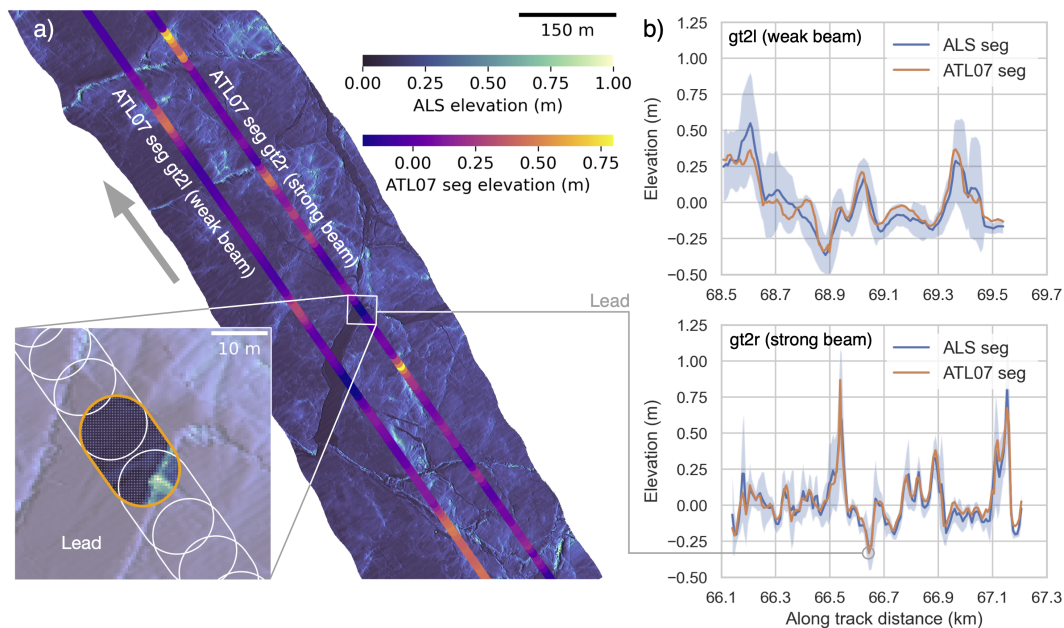 a)
150 m
0.00 0.25 0.50 0.75 1.00
ALS elevation (m)
0.00 0.25 0.50 0.75
ATL07 seg elevation (m)
ATL07 seg gt2r (strong beam)
ATL07 seg gt2l (weak beam)
10 m
Lead
Lead
b)
gt2l (weak beam)
ALS seg
ATL07 seg
Elevation (m)
1.25
1.00
0.75
0.50
0.25
0.00
−0.25
−0.50
68.5 68.7 68.9 69.1 69.3 69.5 69.7
gt2r (strong beam)
ALS seg
ATL07 seg
Elevation (m)
1.25
1.00
0.75
0.50
0.25
0.00
−0.25
−0.50
66.1 66.3 66.5 66.7 66.9 67.1 67.3
Along track distance (km)